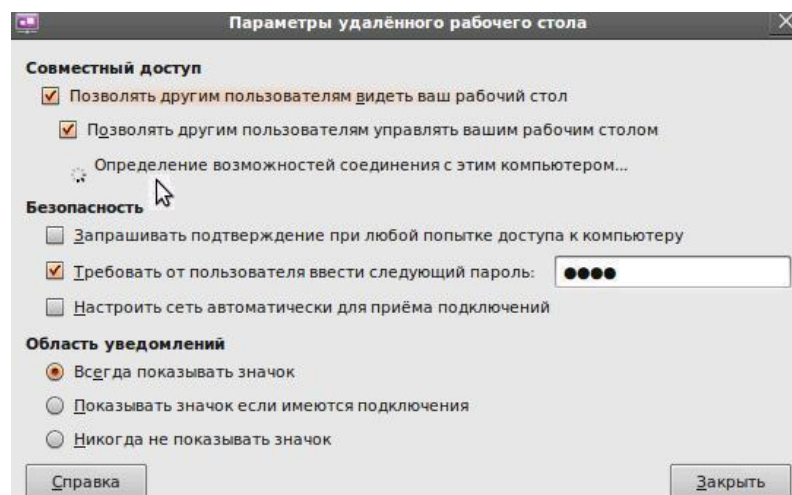 Параметры удалённого рабочего стола
Совместный доступ
Позволять другим пользователям видеть ваш рабочий стол
Позволять другим пользователям управлять вашим рабочим столом
Определение возможностей соединения с этим компьютером...
Безопасность
Запрашивать подтверждение при любой попытке доступа к компьютеру
Требовать от пользователя ввести следующий пароль: ●●●●
Настроить сеть автоматически для приёма подключений
Область уведомлений
Всегда показывать значок
Показывать значок если имеются подключения
Никогда не показывать значок
Справка Закрыть